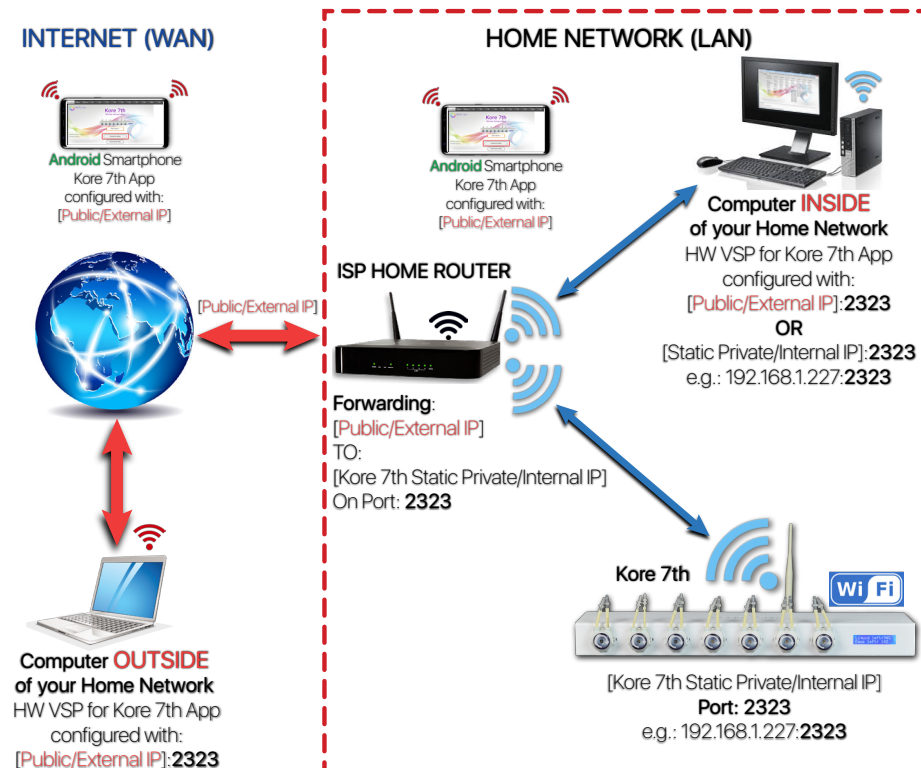 INTERNET (WAN)
HOME NETWORK (LAN)
Kore 7th
Android Smartphone
Kore 7th App
configured with:
[Public/External IP]
Kore 7th
Android Smartphone
Kore 7th App
configured with:
[Public/External IP]
Computer INSIDE
of your Home Network
HW VSP for Kore 7th App
configured with:
[Public/External IP]:2323
OR
[Static Private/Internal IP]:2323
e.g.: 192.168.1.227:2323
[Public/External IP]
ISP HOME ROUTER
Forwarding:
[Public/External IP]
TO:
[Kore 7th Static Private/Internal IP]
On Port: 2323
Computer OUTSIDE
of your Home Network
HW VSP for Kore 7th App
configured with:
[Public/External IP]:2323
Kore 7th
Wi Fi
[Kore 7th Static Private/Internal IP]
Port: 2323
e.g.: 192.168.1.227:2323